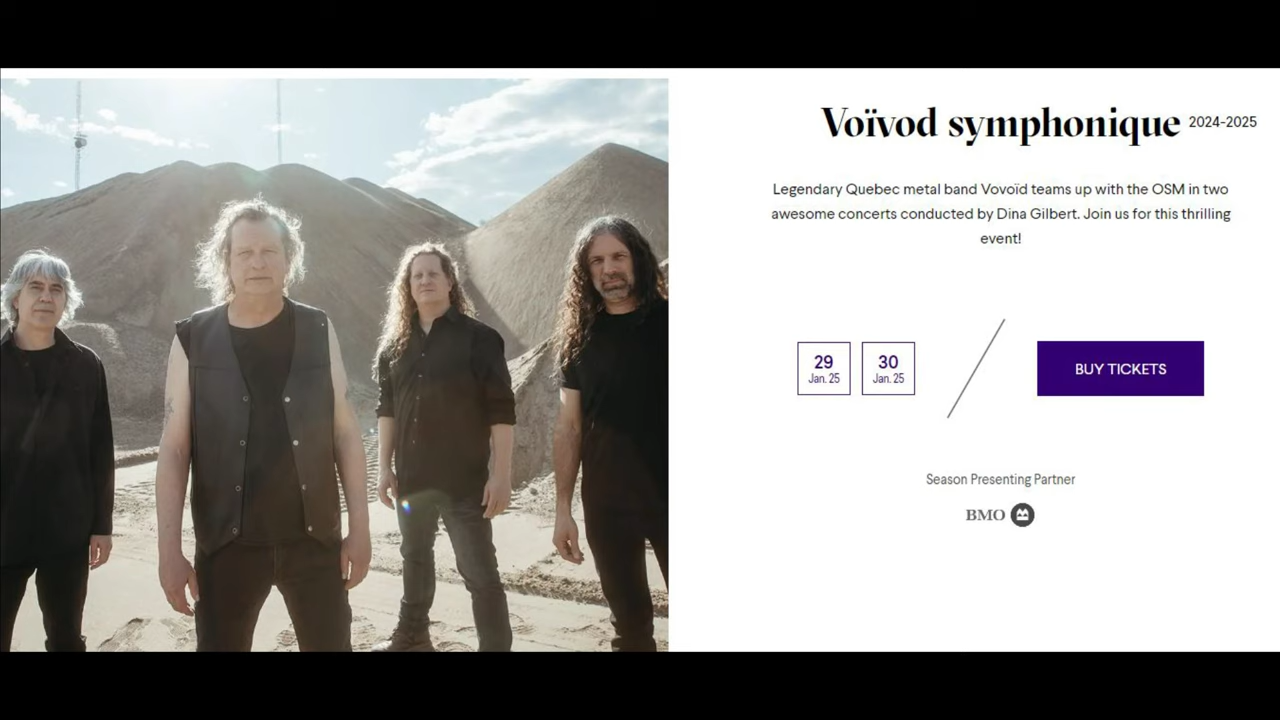 Voïvod symphonique 2024-2025
Legendary Quebec metal band Vovoïd teams up with the OSM in two
awesome concerts conducted by Dina Gilbert. Join us for this thrilling
event!
29 30
Jan. 25 Jan. 25
BUY TICKETS
Season Presenting Partner
BMO